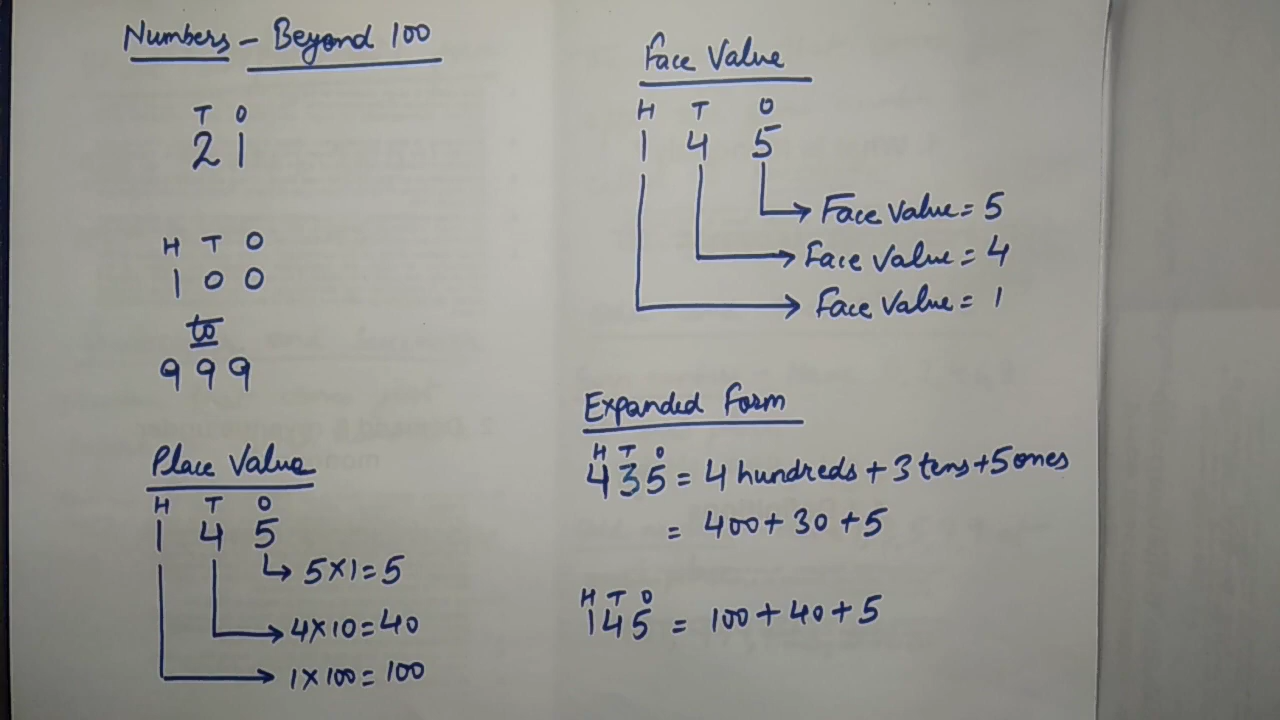 Numbers - Beyond 100
T O
2 1
H T O
1 0 0
to
9 9 9
Place Value
H T O
1 4 5
5×1=5
4×10=40
1×100=100
Face Value
H T O
1 4 5
Face Value = 5
Face Value = 4
Face Value = 1
Expanded Form
H T O
435 = 4 hundreds + 3 tens + 5 ones
= 400 + 30 + 5
H T O
145 = 100 + 40 + 5